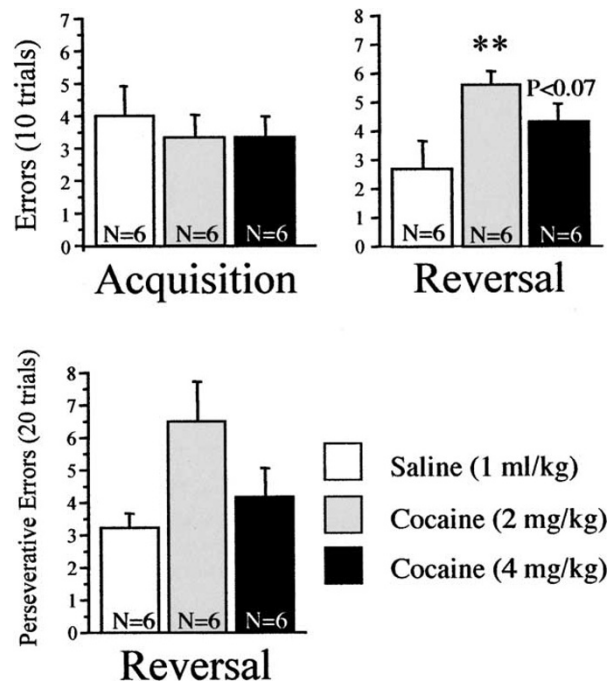 Errors (10 trials)
7
6
5
4
3
2
1
0
N=6 N=6 N=6
Acquisition
8
7
6
5
4
3
2
1
0
**
P<0.07
N=6 N=6 N=6
Reversal
Perseverative Errors (20 trials)
8
7
6
5
4
3
2
1
0
N=6 N=6 N=6
Reversal
Saline (1 ml/kg)
Cocaine (2 mg/kg)
Cocaine (4 mg/kg)